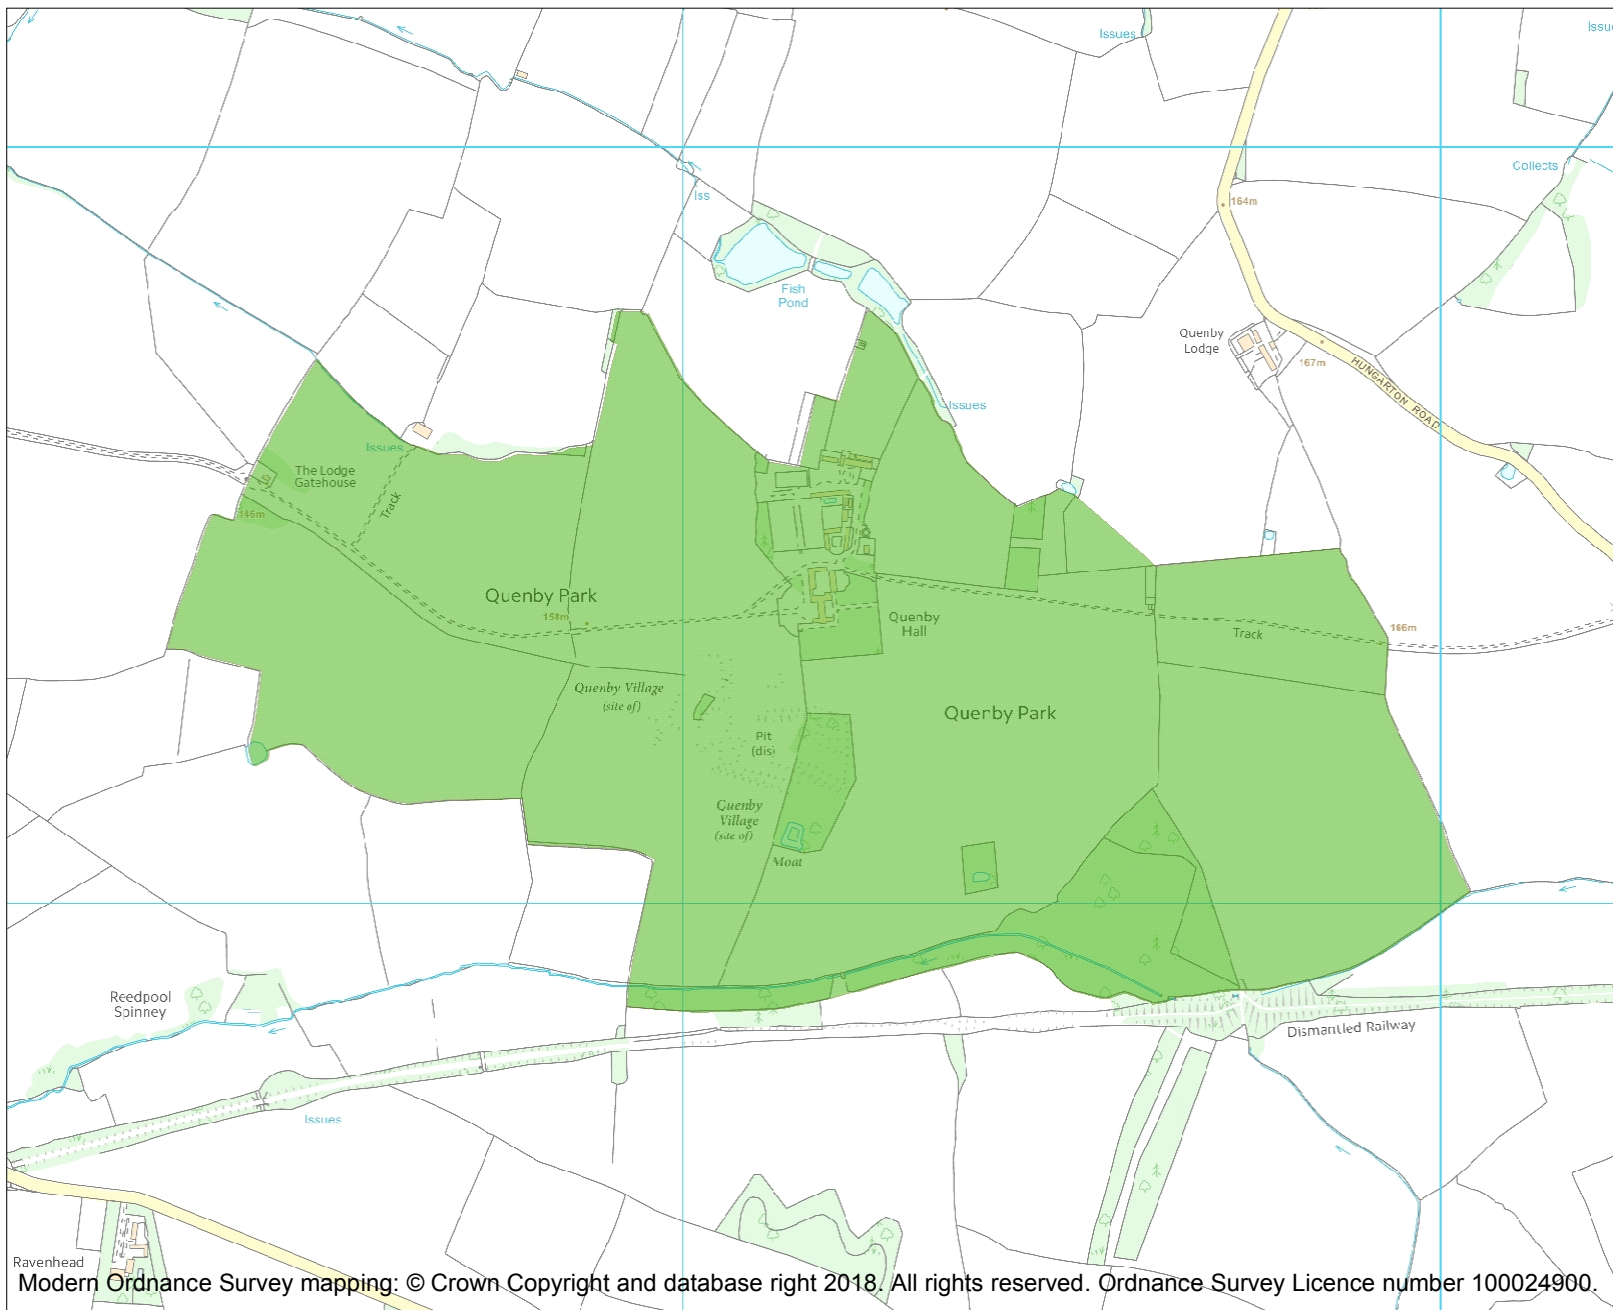 Issues
Issu
Collects
Iss
164m
Fish
Pond
Quenby
Lodge
167m
HUNGARTON ROAD
Issues
Issues
The Lodge
Gatehouse
Track
146m
Quenby Park
158m
Quenby
Hall
Track
166m
Quenby Village
(site of)
Quenby Park
Pit
(dis)
Quenby
Village
(site of)
Moat
Reedpool
Spinney
Dismantled Railway
Issues
Ravenhead
Modern Ordnance Survey mapping: © Crown Copyright and database right 2018. All rights reserved. Ordnance Survey Licence number 100024900.